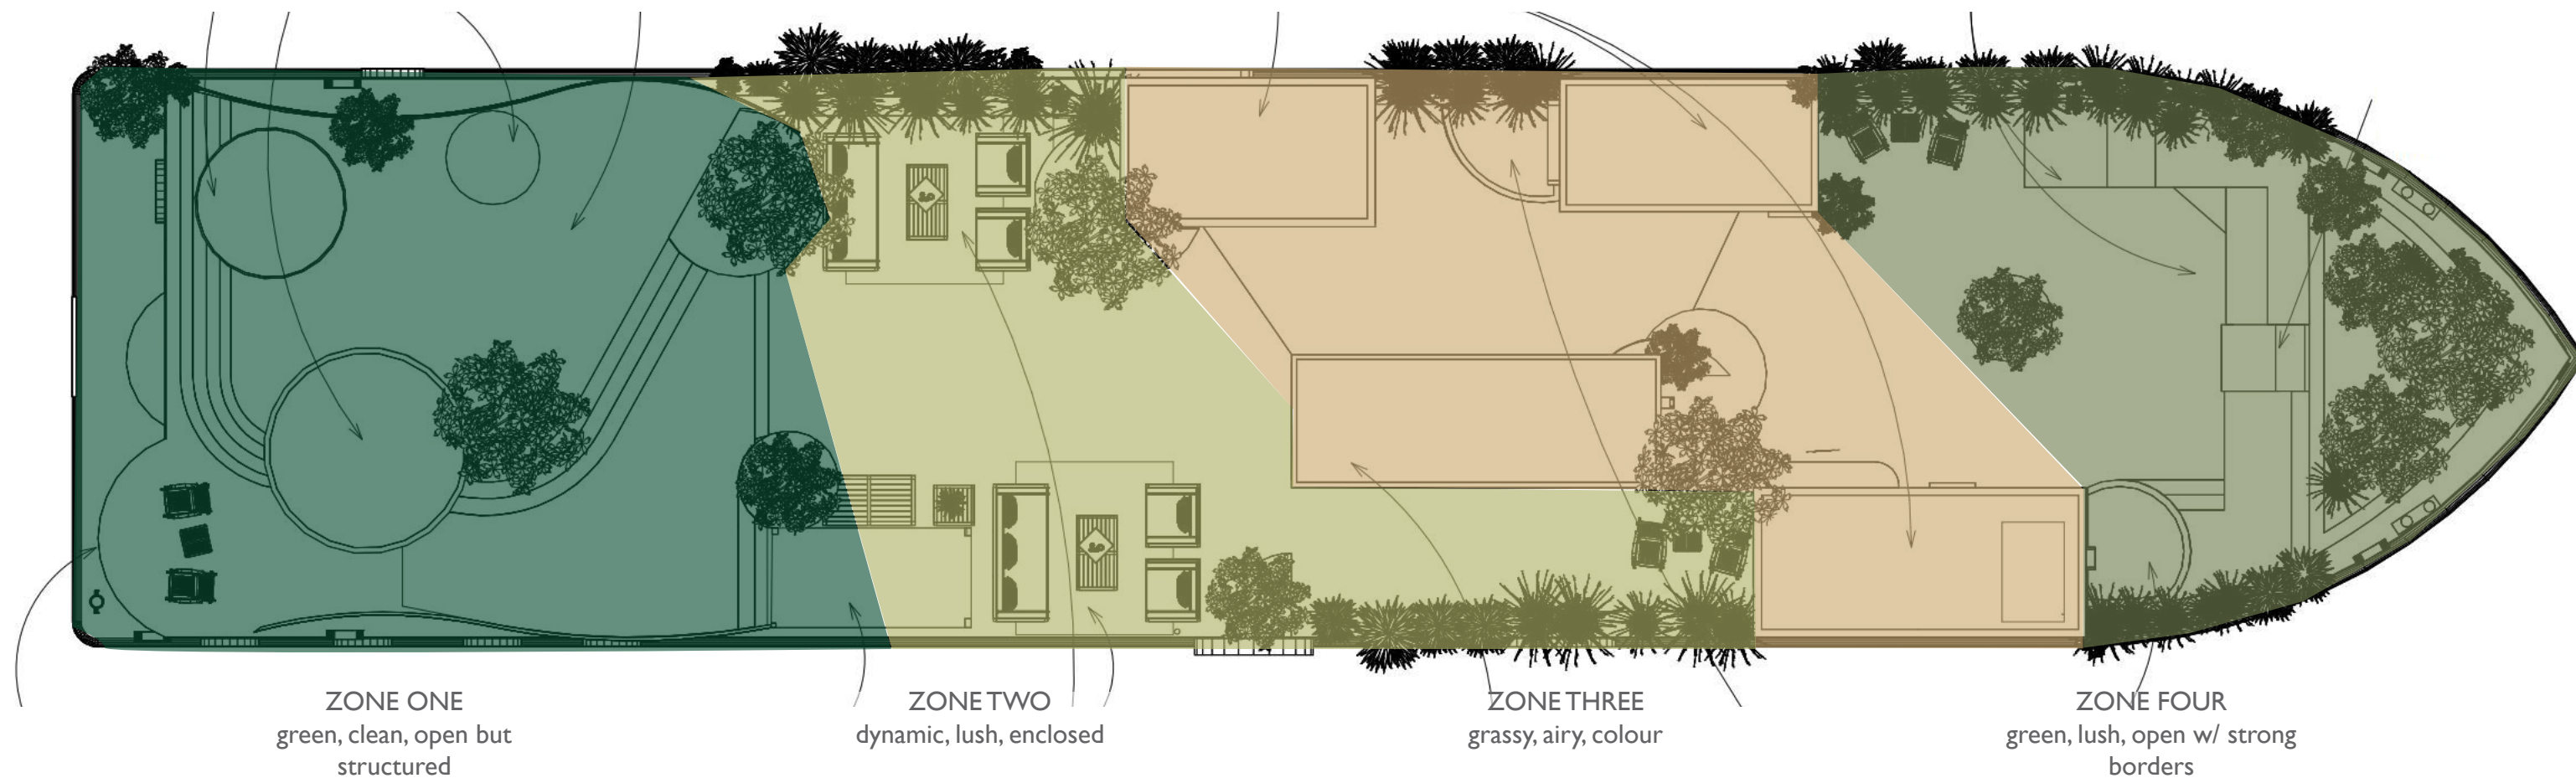 ZONE ONE
green, clean, open but
structured
ZONE TWO
dynamic, lush, enclosed
ZONE THREE
grassy, airy, colour
ZONE FOUR
green, lush, open w/ strong
borders